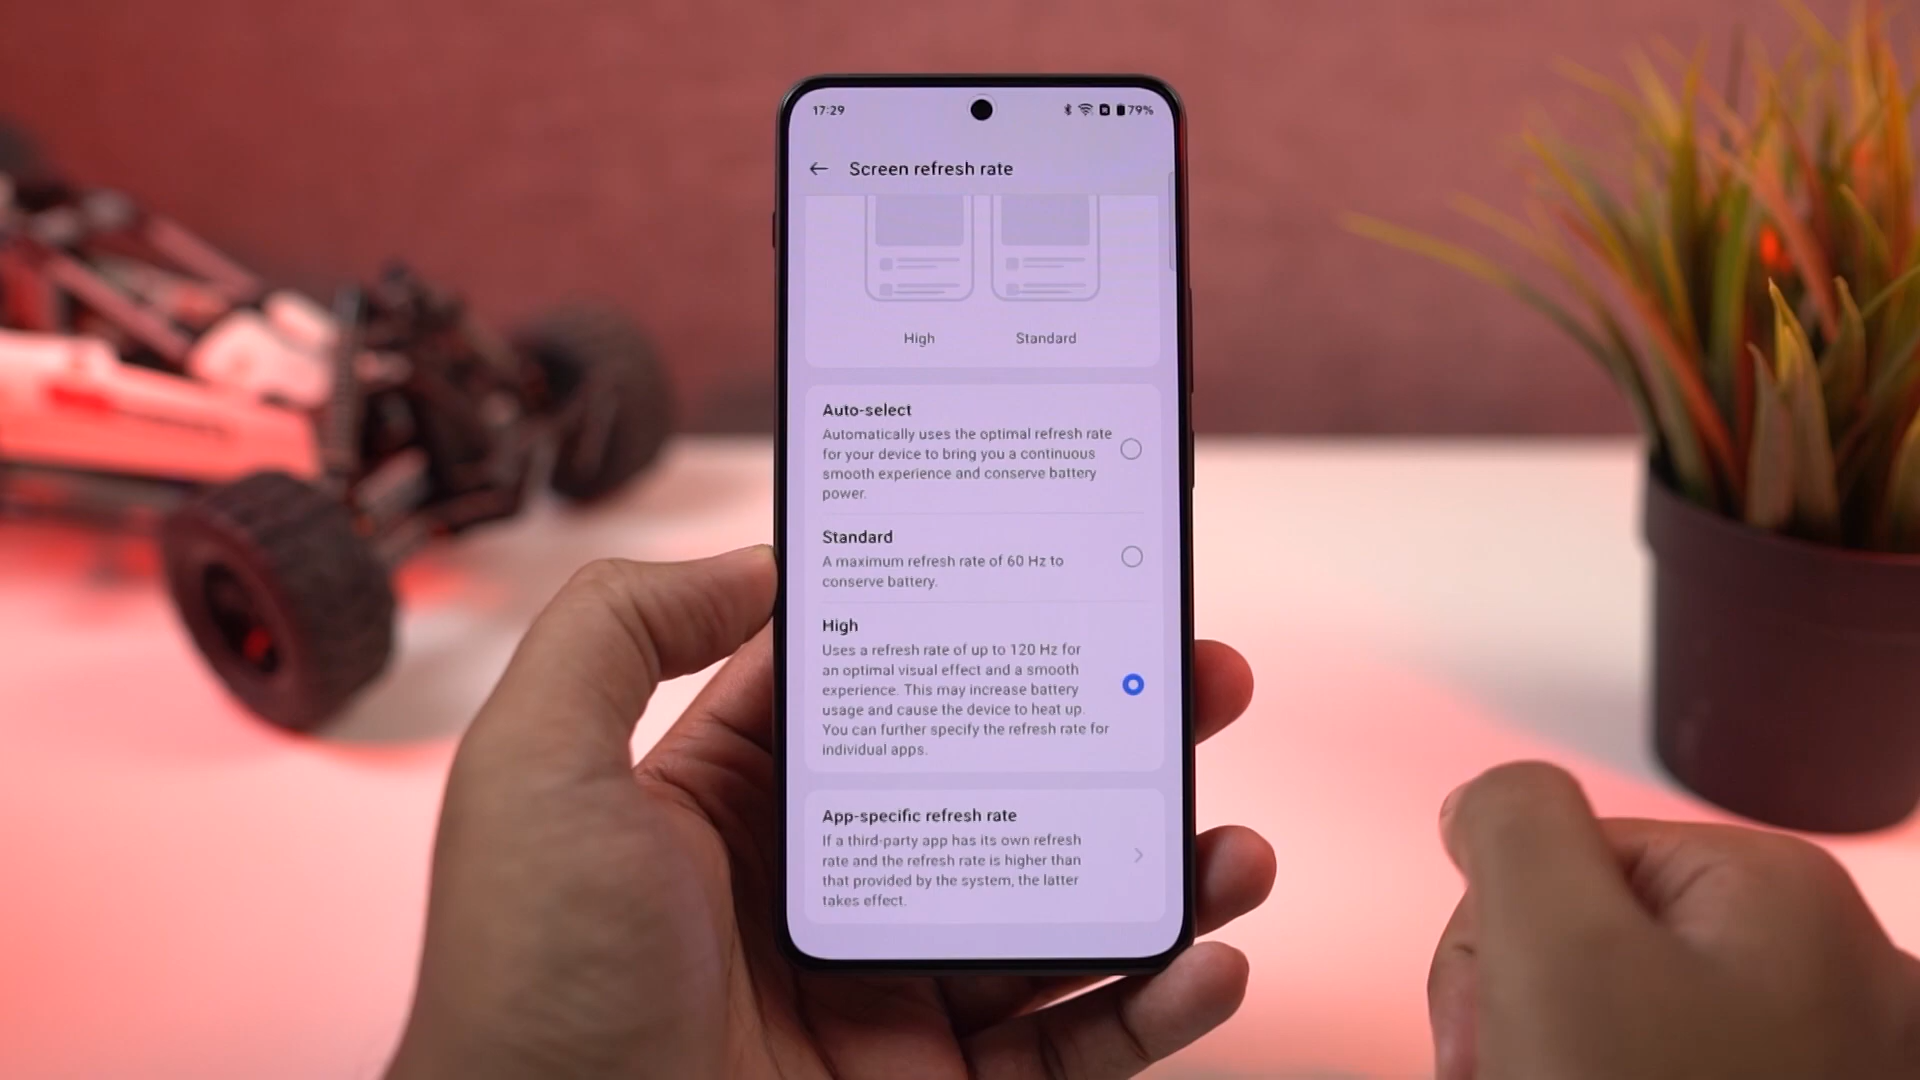 17:29
79%
Screen refresh rate
High
Standard
Auto-select
Automatically uses the optimal refresh rate
for your device to bring you a continuous
smooth experience and conserve battery
power.
Standard
A maximum refresh rate of 60 Hz to
conserve battery.
High
Uses a refresh rate of up to 120 Hz for
an optimal visual effect and a smooth
experience. This may increase battery
usage and cause the device to heat up.
You can further specify the refresh rate for
individual apps.
App-specific refresh rate
If a third-party app has its own refresh
rate and the refresh rate is higher than
that provided by the system, the latter
takes effect.